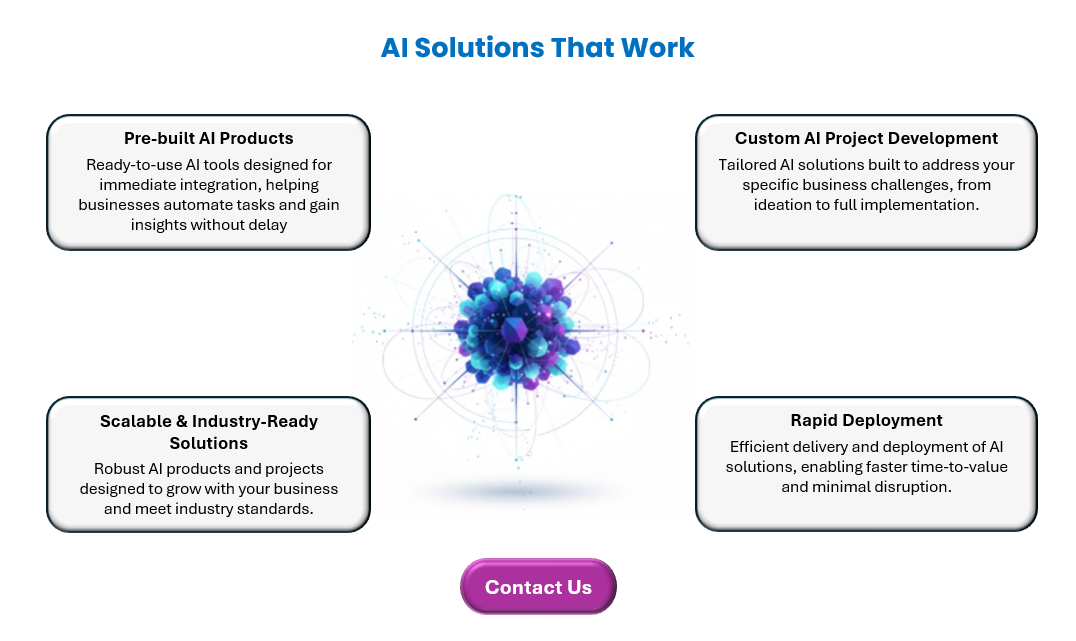 AI Solutions That Work
Pre-built AI Products
Ready-to-use AI tools designed for
immediate integration, helping
businesses automate tasks and gain
insights without delay
Custom AI Project Development
Tailored AI solutions built to address your
specific business challenges, from
ideation to full implementation.
Scalable & Industry-Ready
Solutions
Robust AI products and projects
designed to grow with your business
and meet industry standards.
Rapid Deployment
Efficient delivery and deployment of AI
solutions, enabling faster time-to-value
and minimal disruption.
Contact Us